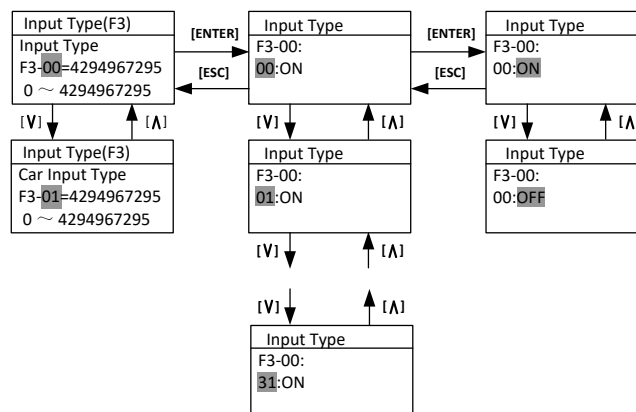 Input Type(F3)
Input Type
F3-00=4294967295
0 ～ 4294967295
[ENTER]
[ESC]
Input Type
F3-00:
00:ON
[ENTER]
[ESC]
Input Type
F3-00:
00:ON
[∨]
[∧]
[∨]
[∧]
[∨]
[∧]
Input Type(F3)
Car Input Type
F3-01=4294967295
0 ～ 4294967295
Input Type
F3-00:
01:ON
Input Type
F3-00:
00:OFF
[∨]
[∧]
[∨]
[∧]
Input Type
F3-00:
31:ON